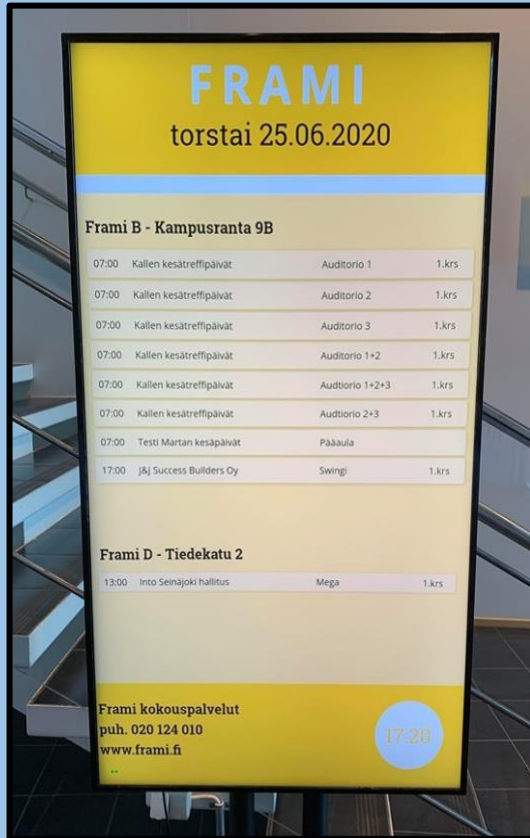 FRAMI
torstai 25.06.2020
Frami B - Kampusranta 9B
07:00 Kallen kesätreffipäivät Auditorio 1 1.krs
07:00 Kallen kesätreffipäivät Auditorio 2 1.krs
07:00 Kallen kesätreffipäivät Auditorio 3 1.krs
07:00 Kallen kesätreffipäivät Auditorio 1+2 1.krs
07:00 Kallen kesätreffipäivät Audtiorio 1+2+3 1.krs
07:00 Kallen kesätreffipäivät Audtiorio 2+3 1.krs
07:00 Testi Martan kesäpäivät Pääaula
17:00 J&J Success Builders Oy Swingi 1.krs
Frami D - Tiedekatu 2
13:00 Into Seinäjoki hallitus Mega 1.krs
Frami kokouspalvelut
puh. 020 124 010
www.frami.fi
17:20